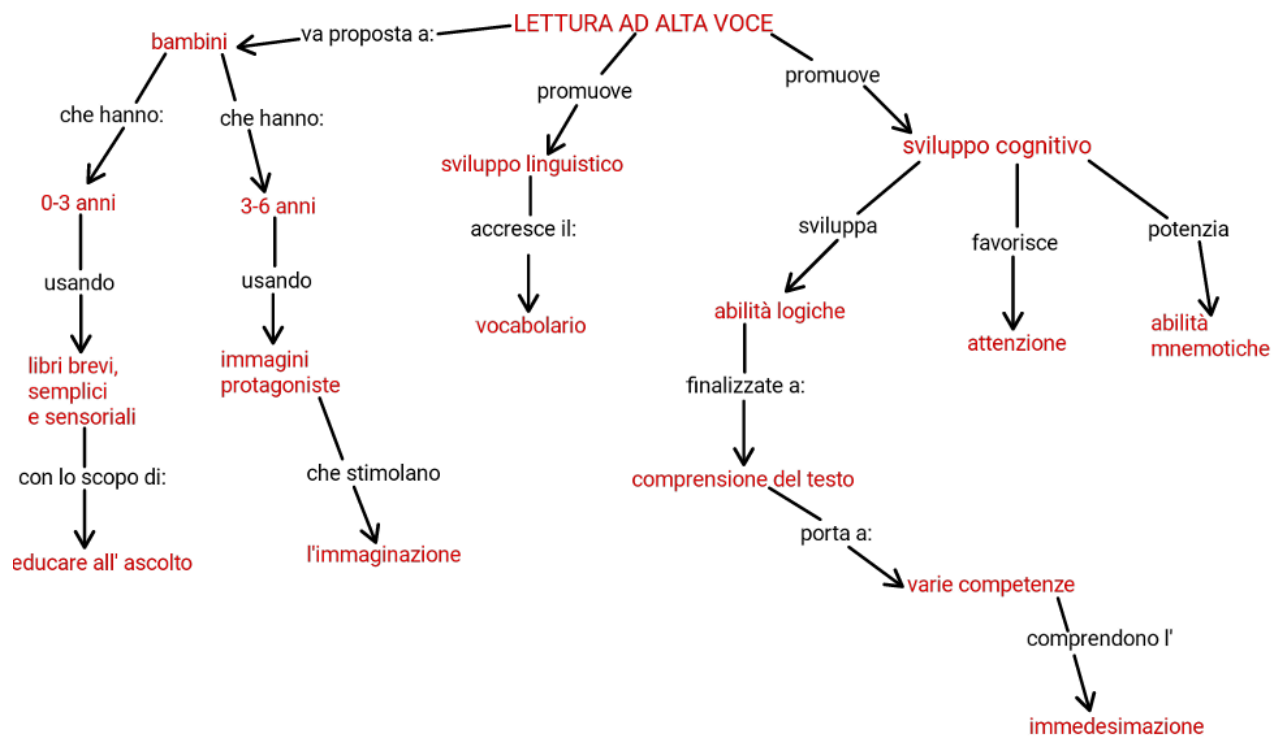 LETTURA AD ALTA VOCE
va proposta a:
bambini
che hanno:
0-3 anni
usando
libri brevi,
semplici
e sensoriali
con lo scopo di:
educare all' ascolto
che hanno:
3-6 anni
usando
immagini
protagoniste
che stimolano
l'immaginazione
promuove
sviluppo linguistico
accresce il:
vocabolario
promuove
sviluppo cognitivo
sviluppa
abilità logiche
finalizzate a:
comprensione del testo
porta a:
varie competenze
comprendono l'
immedesimazione
favorisce
attenzione
potenzia
abilità
mnemotiche